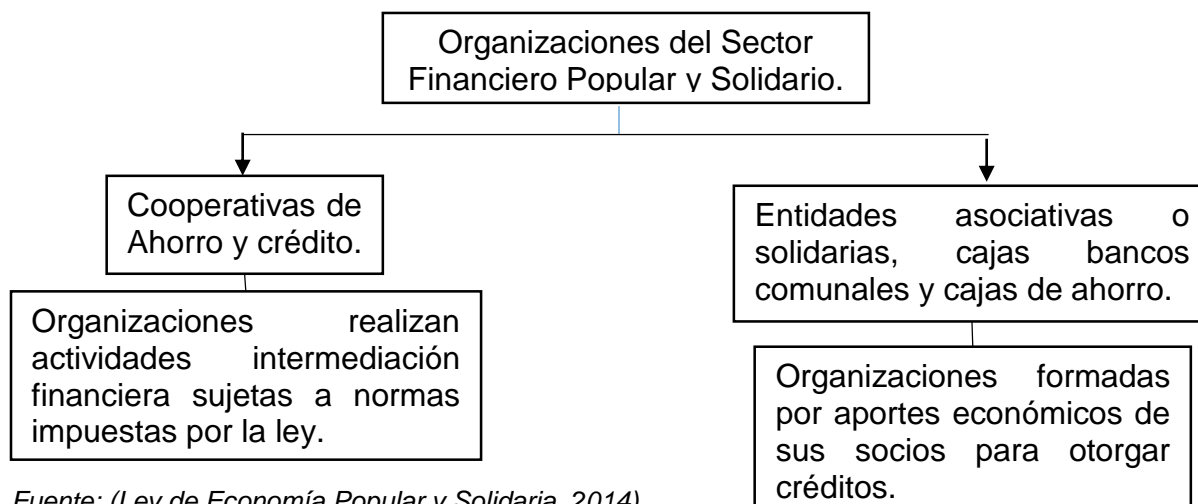 Organizaciones del Sector
Financiero Popular y Solidario.
Cooperativas de
Ahorro y crédito.
Organizaciones realizan
actividades intermediación
financiera sujetas a normas
impuestas por la ley.
Entidades asociativas o
solidarias, cajas bancos
comunales y cajas de ahorro.
Organizaciones formadas
por aportes económicos de
sus socios para otorgar
créditos.
Fuente: (Ley de Economía Popular y Solidaria, 2014)